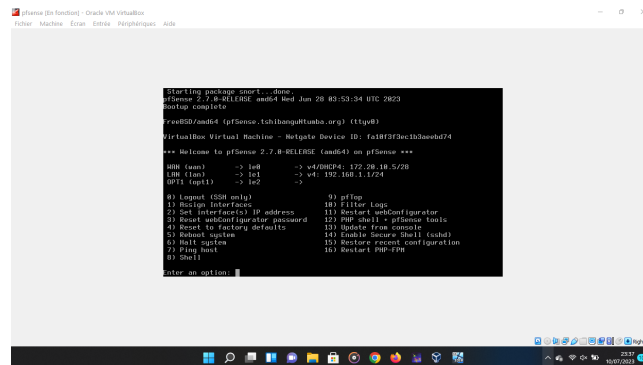 pfsense [En fonction] - Oracle VM VirtualBox
Fichier Machine Écran Entrée Périphériques Aide
Starting package snort...done.
pfSense 2.7.0-RELEASE amd64 Wed Jun 28 03:53:34 UTC 2023
Bootup complete
FreeBSD/amd64 (pfSense.tshibanguNtumba.org) (ttyv0)
VirtualBox Virtual Machine - Netgate Device ID: fa18f3f3ec1b3aeebd74
*** Welcome to pfSense 2.7.0-RELEASE (amd64) on pfSense ***
WAN (wan) -> le0 -> v4/DHCP4: 172.20.10.5/28
LAN (lan) -> le1 -> v4: 192.168.1.1/24
OPT1 (opt1) -> le2 ->
0) Logout (SSH only) 9) pfTop
1) Assign Interfaces 10) Filter Logs
2) Set interface(s) IP address 11) Restart webConfigurator
3) Reset webConfigurator password 12) PHP shell + pfSense tools
4) Reset to factory defaults 13) Update from console
5) Reboot system 14) Enable Secure Shell (sshd)
6) Halt system 15) Restore recent configuration
7) Ping host 16) Restart PHP-FPM
8) Shell
Enter an option:
23:37
10/07/2023